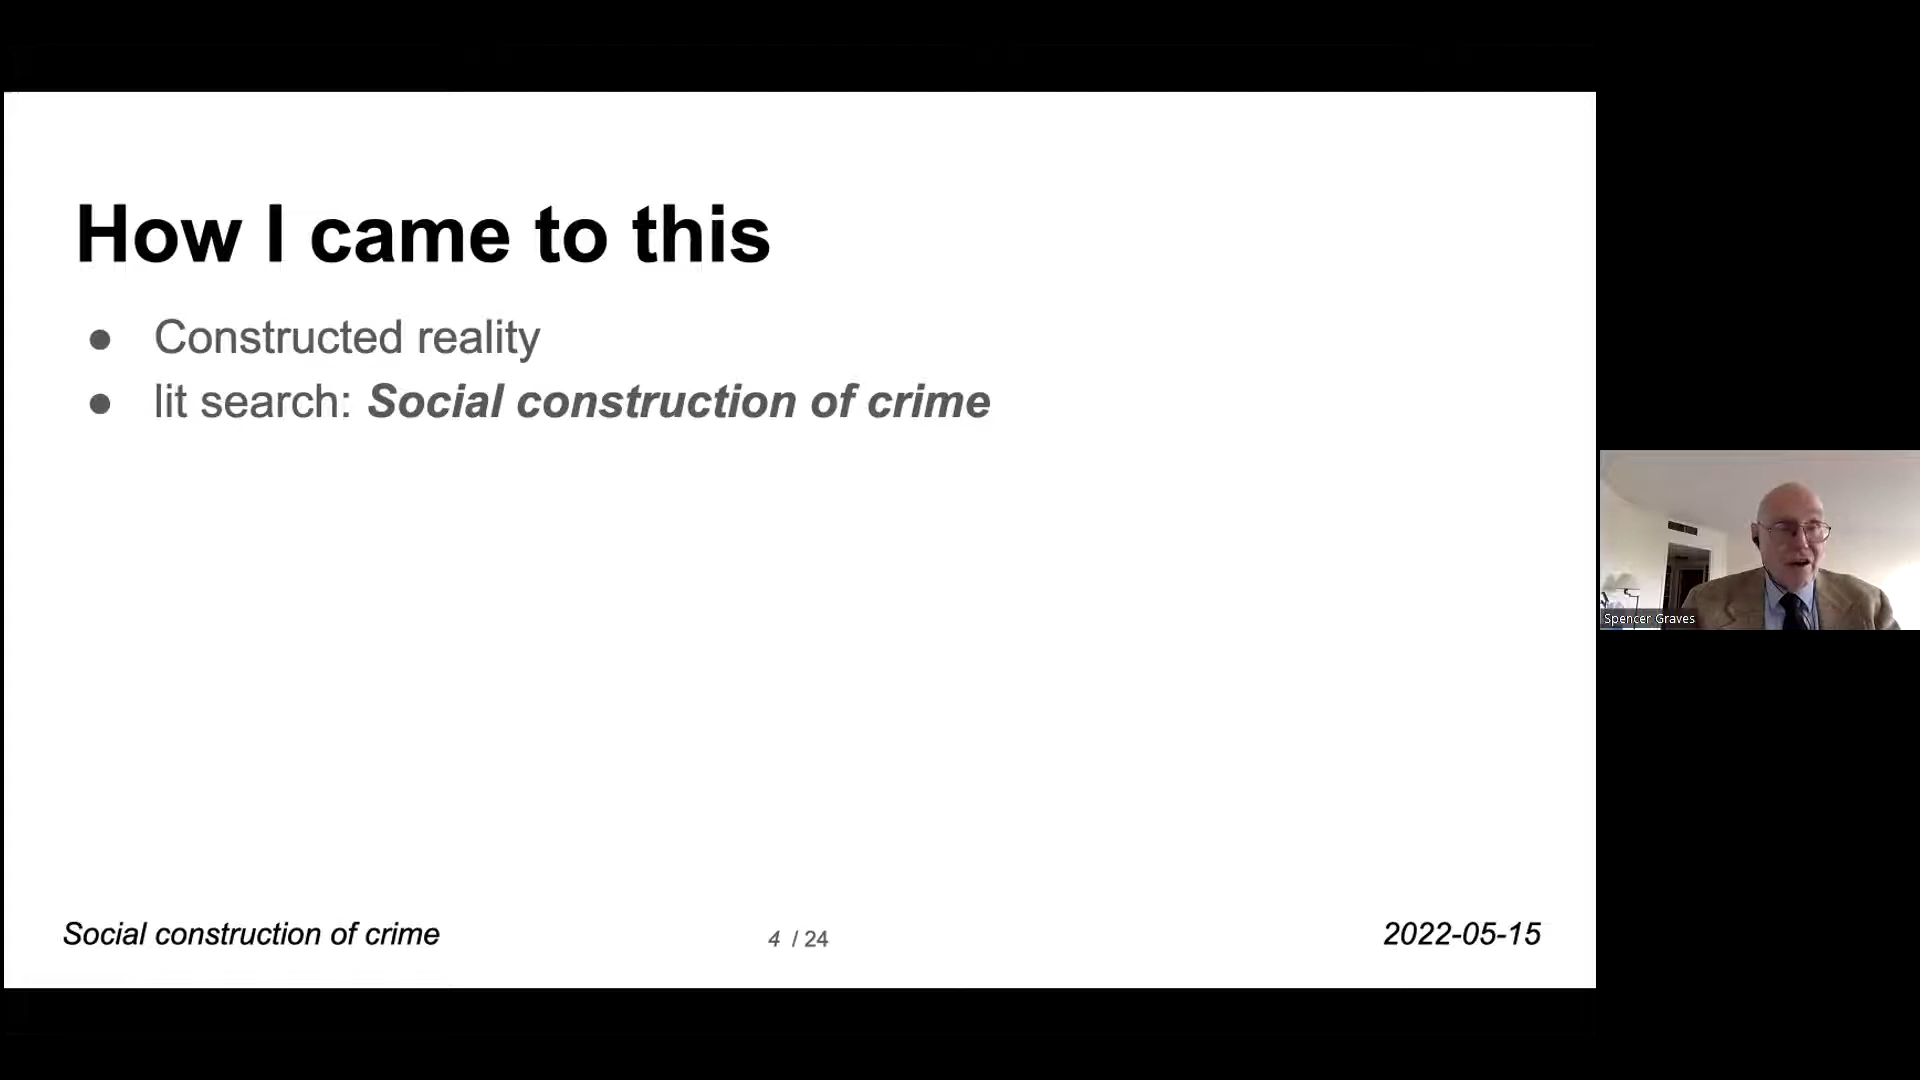 How I came to this
● Constructed reality
● lit search: Social construction of crime
Social construction of crime
4 / 24
2022-05-15
Spencer Graves